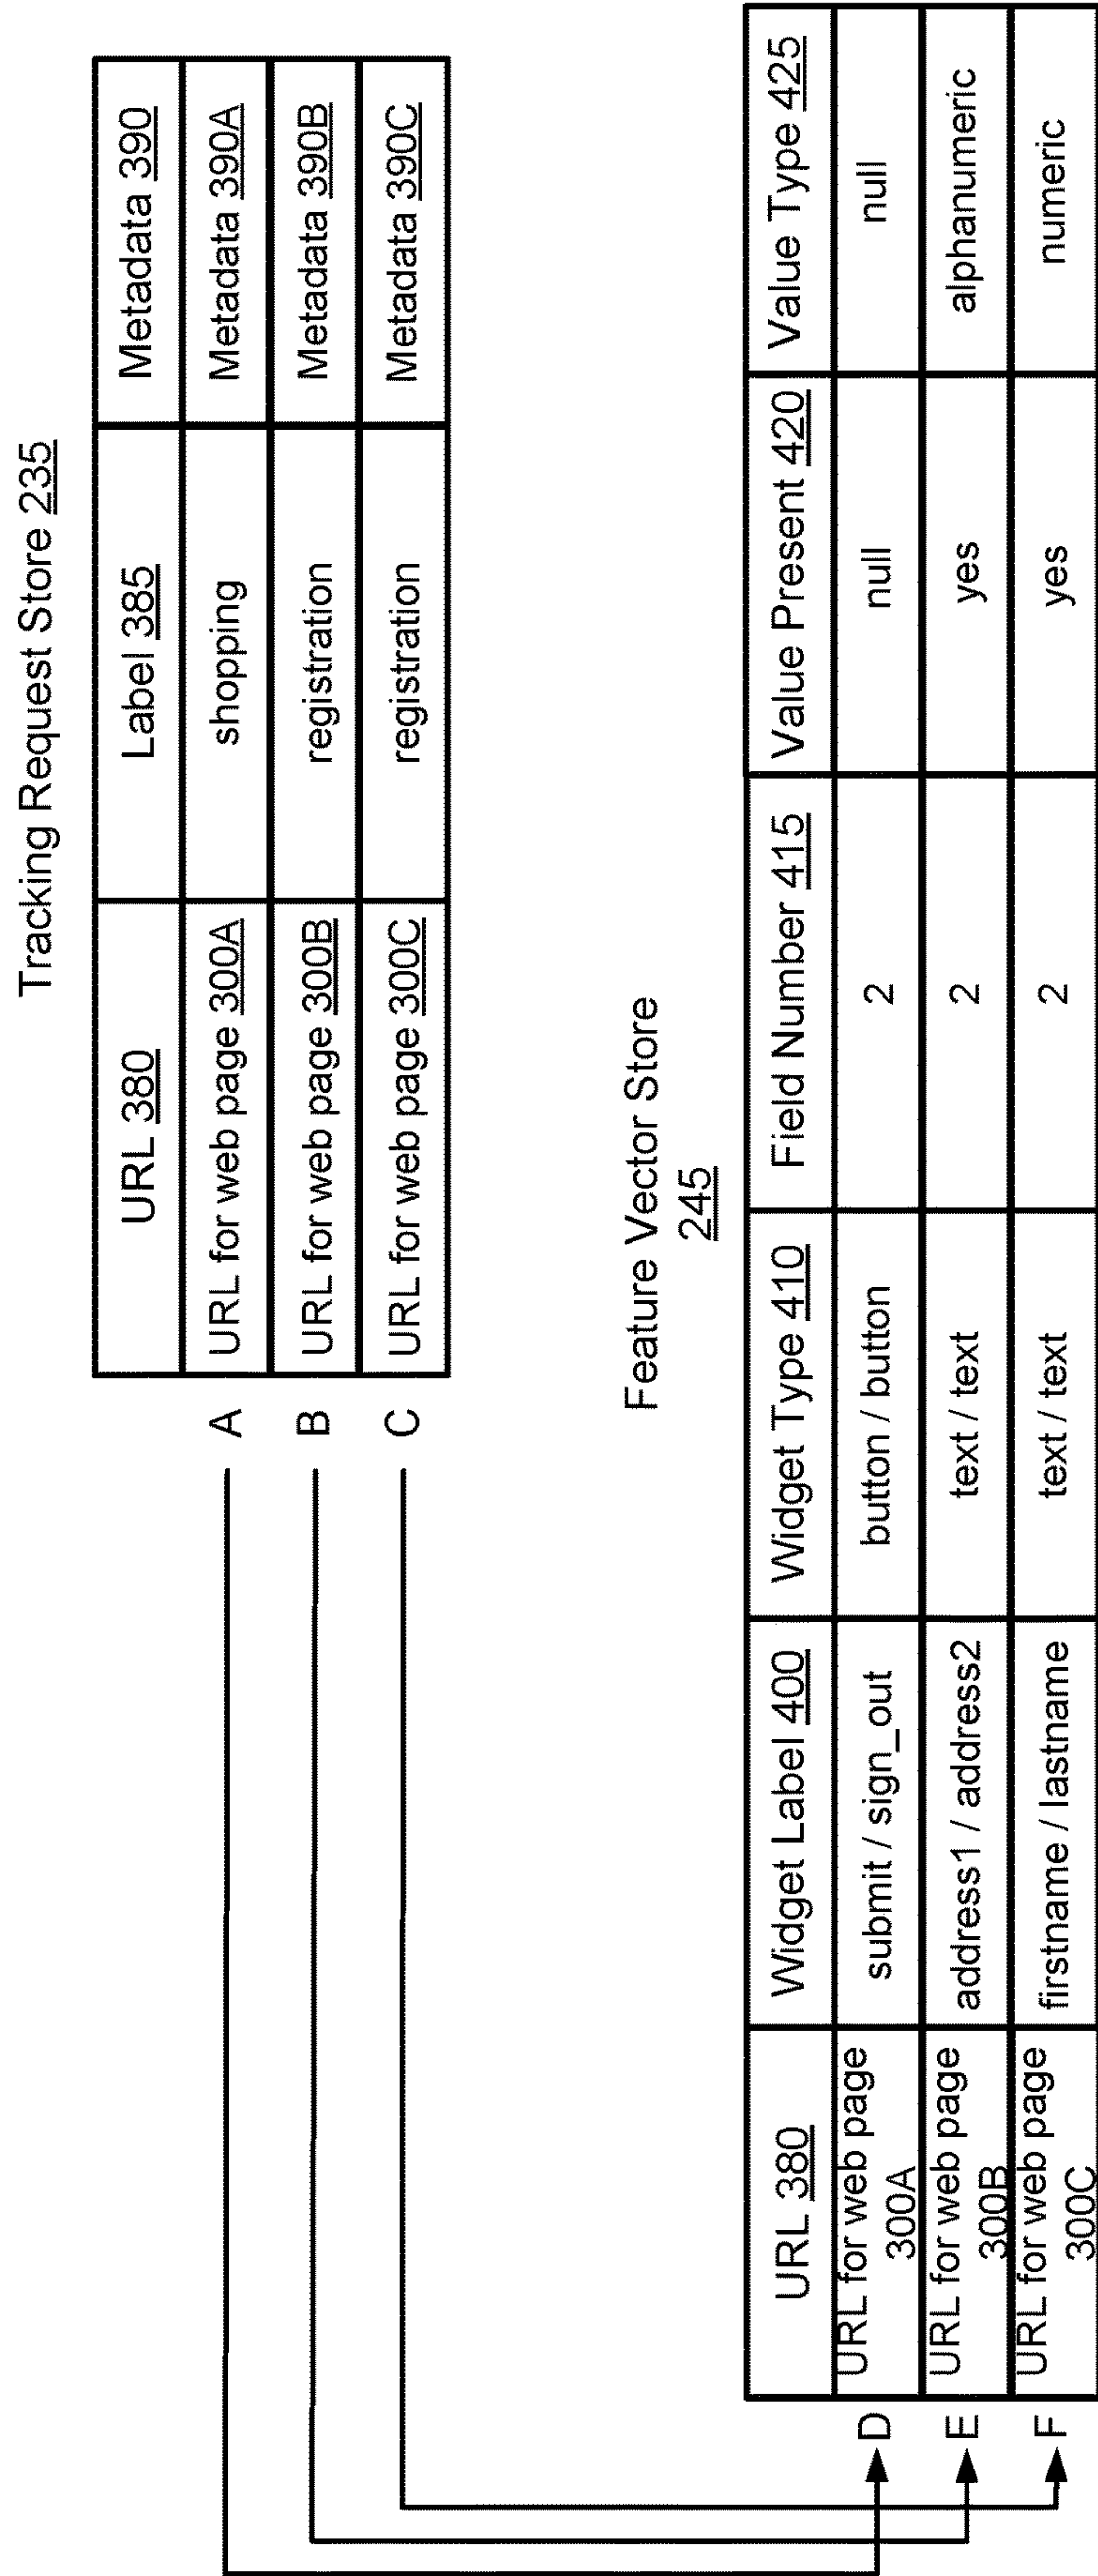 Tracking Request Store 235
URL 380 Label 385 Metadata 390
A URL for web page 300A shopping Metadata 390A
B URL for web page 300B registration Metadata 390B
C URL for web page 300C registration Metadata 390C
Feature Vector Store
245
URL 380 Widget Label 400 Widget Type 410 Field Number 415 Value Present 420 Value Type 425
D URL for web page
300A submit / sign_out button / button 2 null null
E URL for web page
300B address1 / address2 text / text 2 yes alphanumeric
F URL for web page
300C firstname / lastname text / text 2 yes numeric